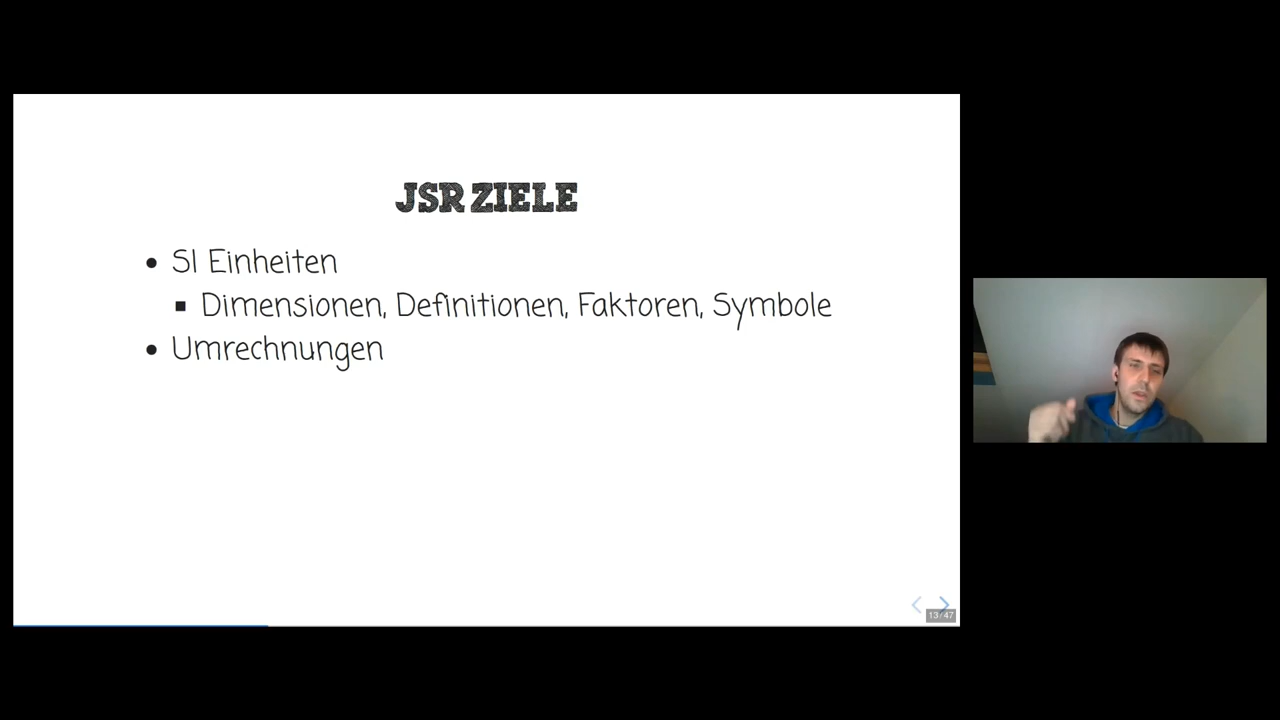 JSR ZIELE
SI Einheiten
Dimensionen, Definitionen, Faktoren, Symbole
Umrechnungen
13/47